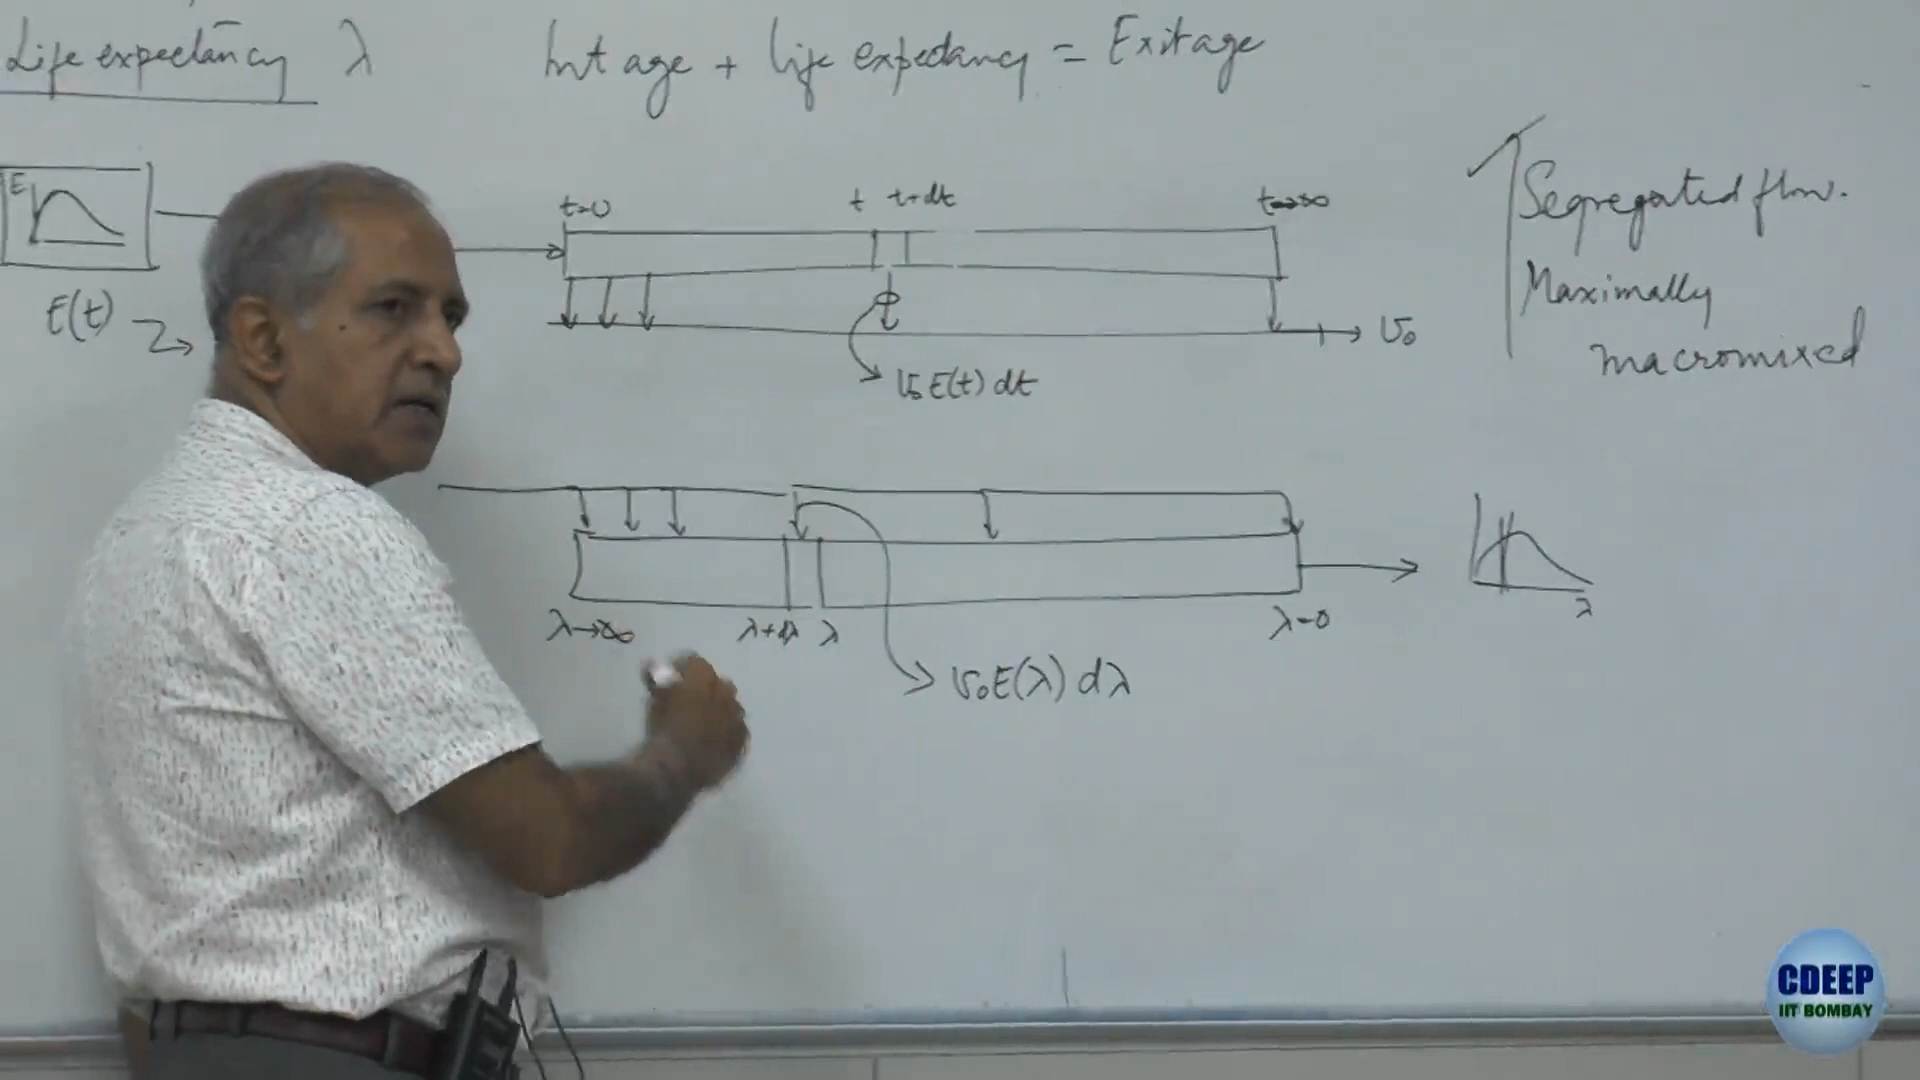 Life expectancy λ
Int age + life expectancy = Exit age
E
E(t)
t=0
t t+dt
t→∞
v₀
v₀E(t) dt
Segregated flow.
Maximally
macromixed
λ→∞
λ+dλ λ
λ=0
λ
v₀E(λ) dλ
CDEEP
IIT BOMBAY